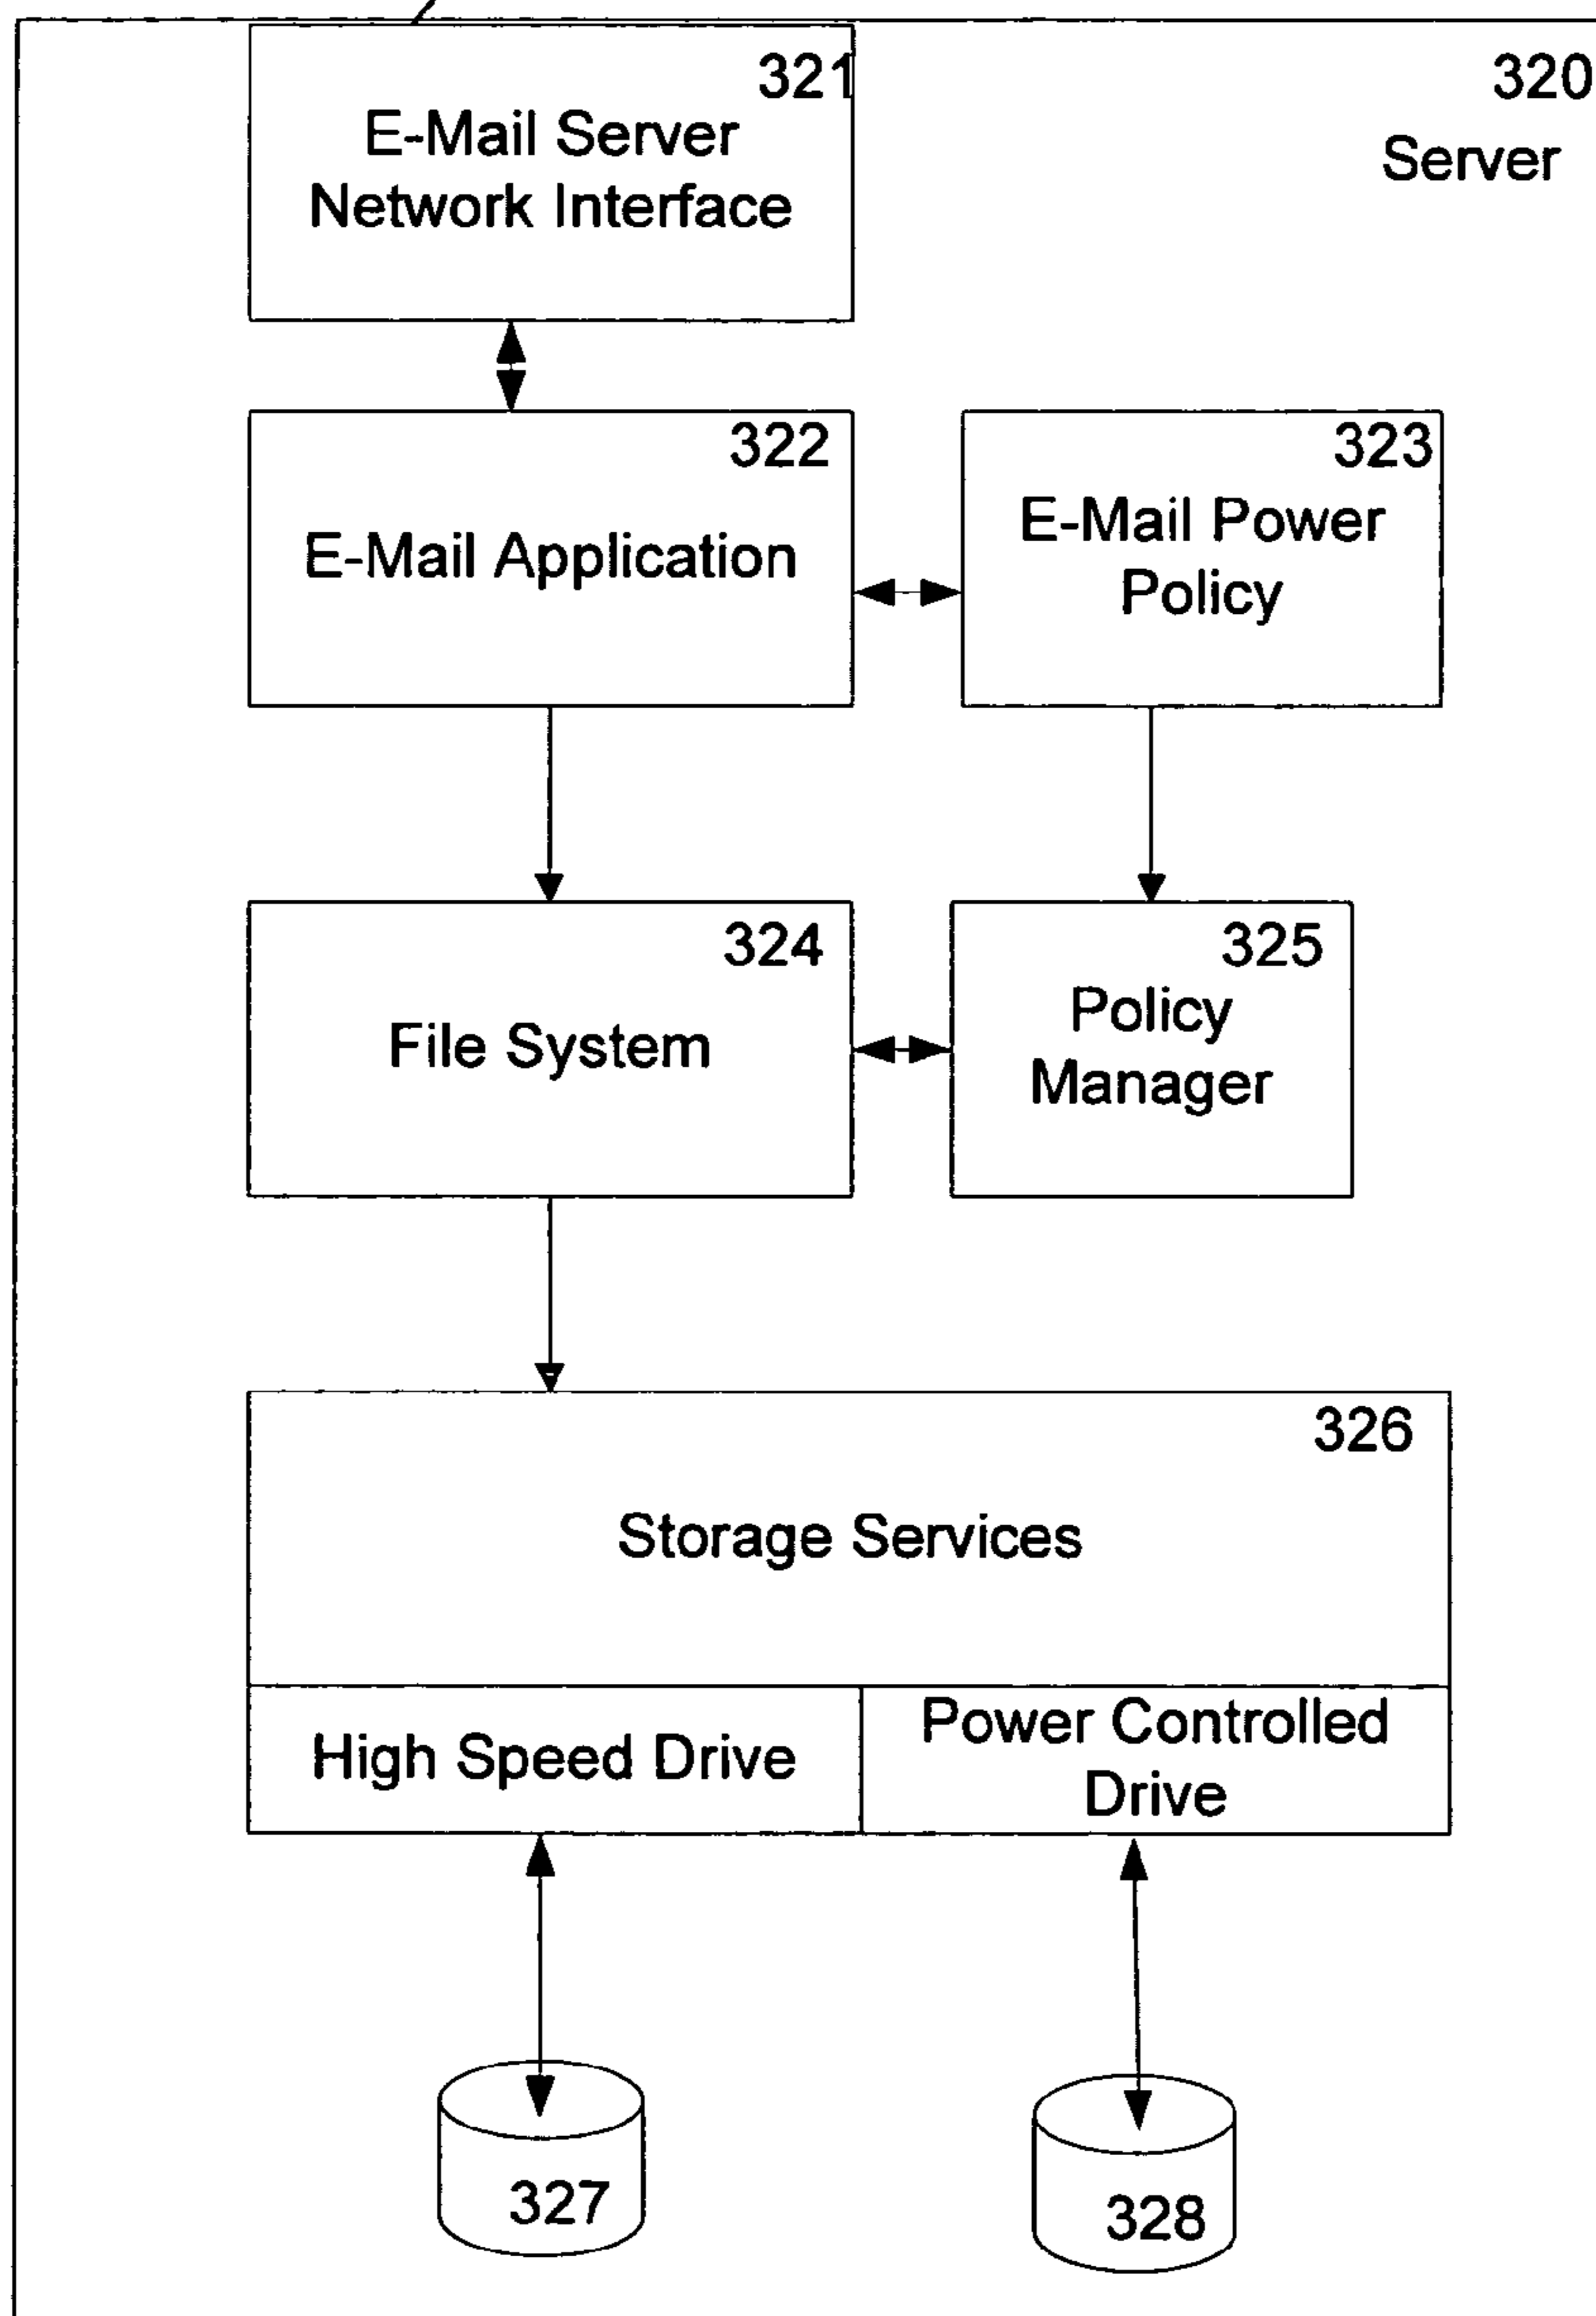 321
E-Mail Server
Network Interface
320
Server
322
E-Mail Application
323
E-Mail Power
Policy
324
File System
325
Policy
Manager
326
Storage Services
High Speed Drive
Power Controlled
Drive
327
328